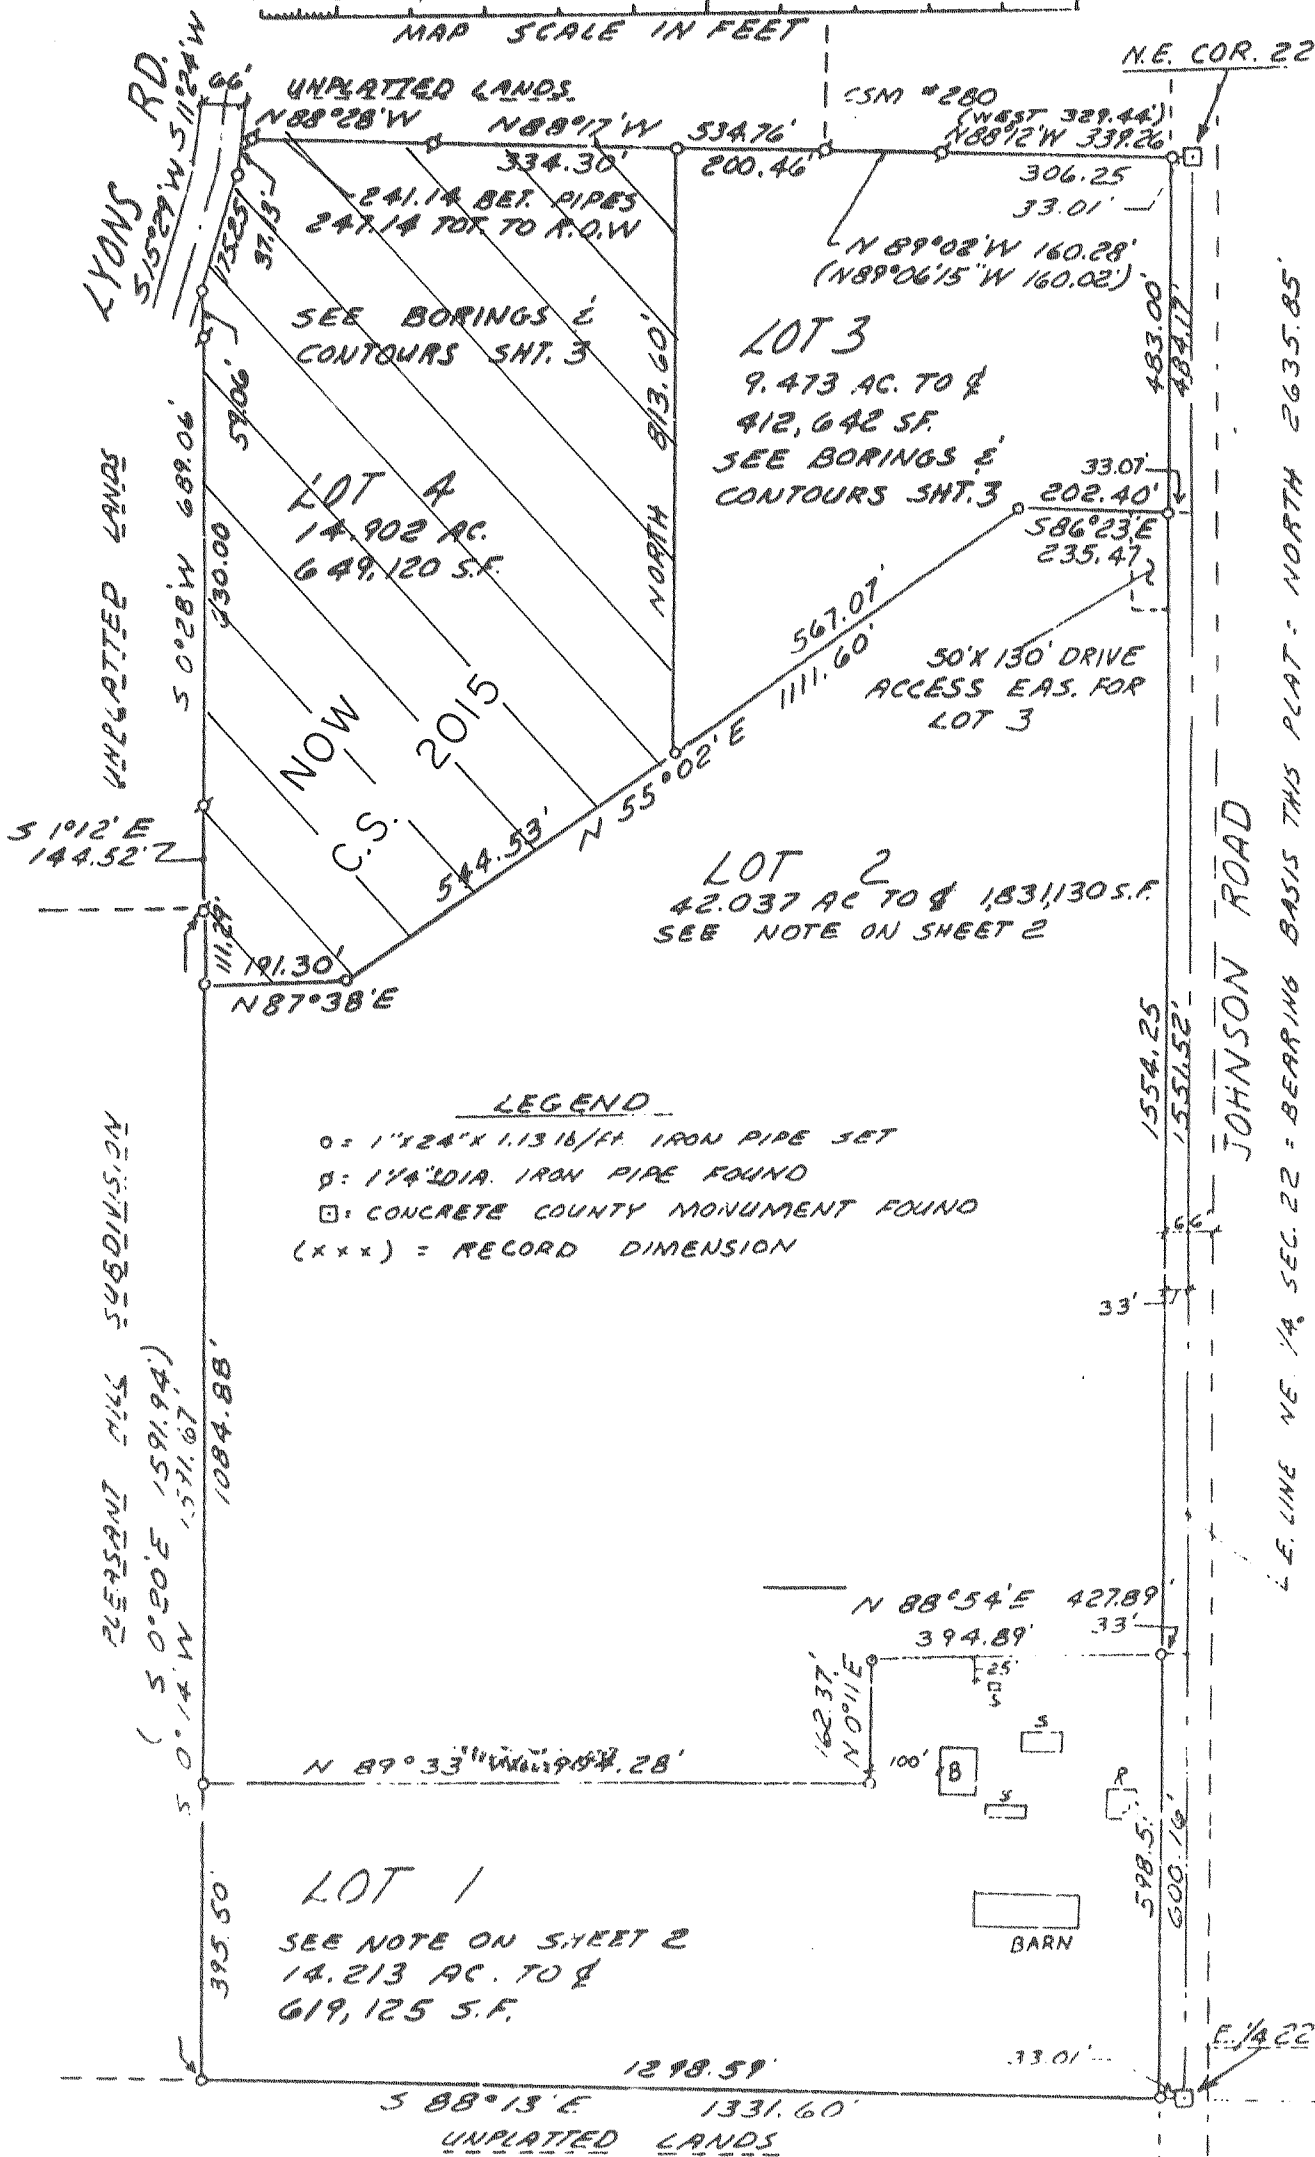 MAP SCALE IN FEET
N.E. COR. 22
LYONS RD.
S 15°29'W S 11°24'W
66'
UNPLATTED LANDS
CSM #280
(WEST 329.44')
N88°28'W
N88°17'W
534.76'
N88°12'W 339.26
334.30'
200.46'
306.25
33.01'
241.14 BET. PIPES
247.14 TOT. TO R.O.W
175.25'
97.13'
N 89°02'W 160.28'
(N89°06'15"W 160.02')
SEE BORINGS &
CONTOURS SHT. 3
LOT 3
9.473 AC. TO ℄
412,642 SF.
SEE BORINGS &
CONTOURS SHT.3
483.00'
484.17'
813.60'
NORTH
59.06'
33.07'
202.40'
S86°23'E
235.47
LOT 4
14.902 AC.
649,120 S.F.
UNPLATTED LANDS
S 0°28'W 689.06'
630.00
567.07'
1111.60'
50'X 130' DRIVE
ACCESS EAS. FOR
LOT 3
NOW
C.S. 2015
N 55°02'E
544.53'
S 1°12'E
144.52'
LOT 2
42.037 AC TO ℄ 1,831,130 S.F.
SEE NOTE ON SHEET 2
111.29'
191.30'
N87°38'E
1554.25
1551.52'
JOHNSON ROAD
E. LINE NE 1/4 SEC. 22 = BEARING BASIS THIS PLAT = NORTH 2635.85'
LEGEND
o = 1"x24"x 1.13 lb/ft. IRON PIPE SET
ø = 1 1/4" DIA. IRON PIPE FOUND
⊡ = CONCRETE COUNTY MONUMENT FOUND
(xxx) = RECORD DIMENSION
66'
33'
PLEASANT HILL SUBDIVISION
(S 0°20'E 1591.94')
S 0°14'W 1591.67'
1084.88'
N 88°54'E 427.89'
394.89'
33'
162.37'
N 0°11'E
25'
S
S
N 89°33'
.28'
100'
B
S
R
598.5
600.16'
LOT 1
SEE NOTE ON SHEET 2
14.213 AC. TO ℄
619,125 S.F.
395.50'
BARN
E. 1/4 22
1298.59'
33.01'
S 88°13'E
1331.60'
UNPLATTED LANDS